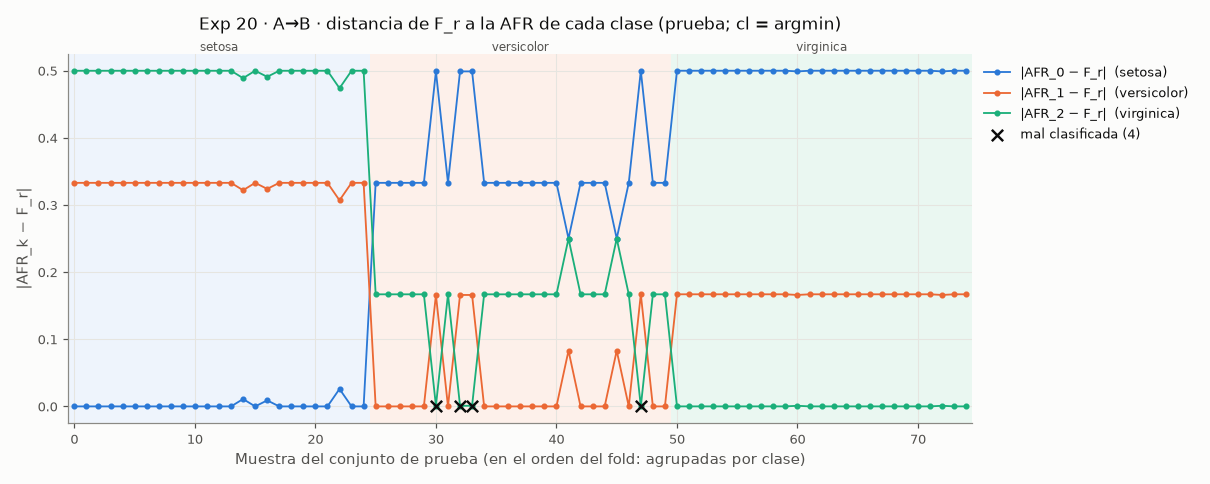 Exp 20 · A→B · distancia de F_r a la AFR de cada clase (prueba; cl = argmin)
setosa
versicolor
virginica
|AFR_0 − F_r|  (setosa)
|AFR_1 − F_r|  (versicolor)
|AFR_2 − F_r|  (virginica)
mal clasificada (4)
|AFR_k − F_r|
0.5
0.4
0.3
0.2
0.1
0.0
0
10
20
30
40
50
60
70
Muestra del conjunto de prueba (en el orden del fold: agrupadas por clase)